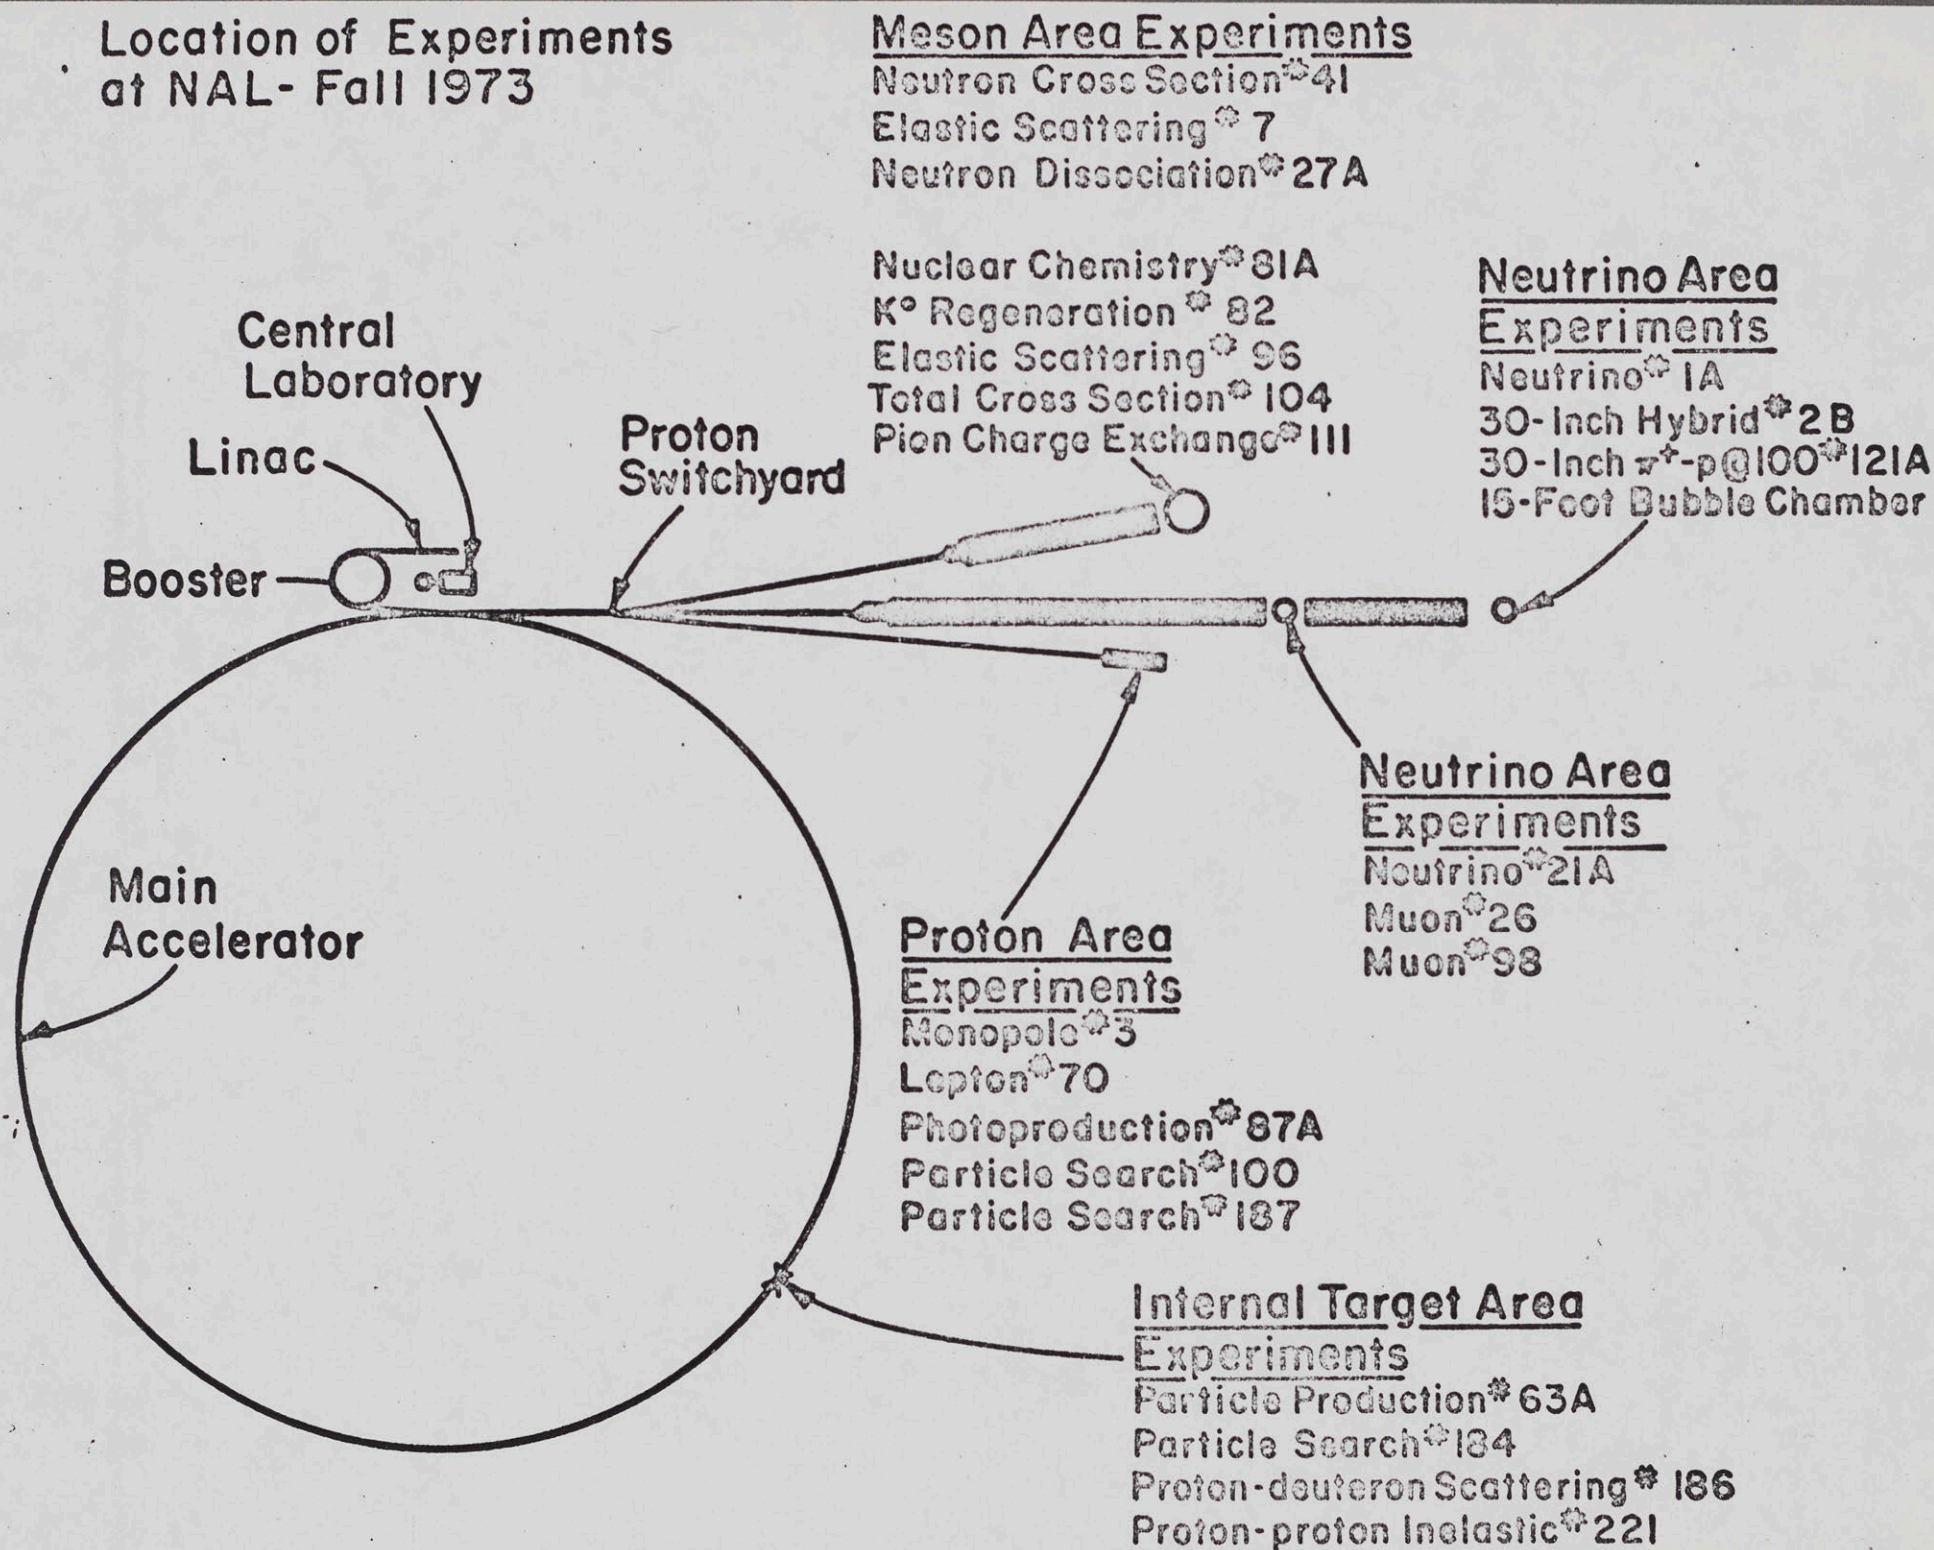 Location of Experiments
at NAL- Fall 1973
Meson Area Experiments
Neutron Cross Section #41
Elastic Scattering # 7
Neutron Dissociation # 27A
Nuclear Chemistry # 81A
K° Regeneration # 82
Elastic Scattering # 96
Total Cross Section # 104
Pion Charge Exchange # 111
Neutrino Area
Experiments
Neutrino # 1A
30-Inch Hybrid # 2B
30-Inch π⁺-p@100 # 121A
15-Foot Bubble Chamber
Central
Laboratory
Linac
Proton
Switchyard
Booster
Neutrino Area
Experiments
Neutrino # 21A
Muon # 26
Muon # 98
Main
Accelerator
Proton Area
Experiments
Monopole # 3
Lepton # 70
Photoproduction # 87A
Particle Search # 100
Particle Search # 187
Internal Target Area
Experiments
Particle Production # 63A
Particle Search # 184
Proton-deuteron Scattering # 186
Proton-proton Inelastic # 221